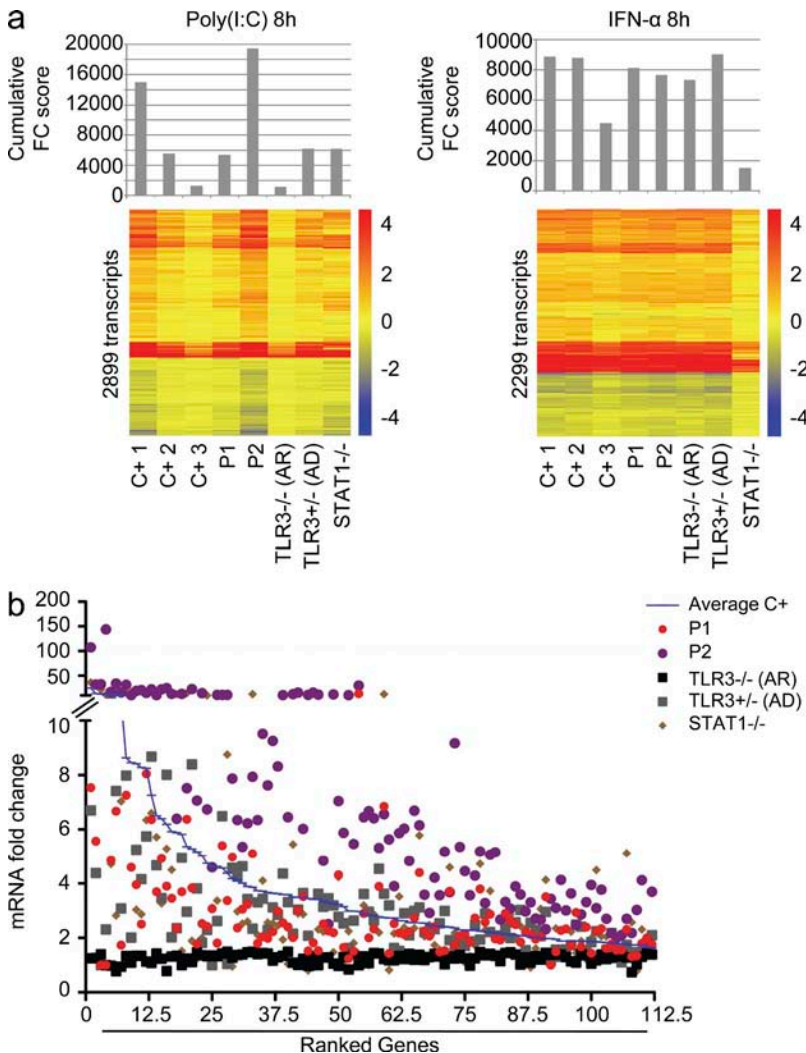 a
Poly(I:C) 8h
Cumulative
FC score
20000
16000
12000
8000
4000
0
2899 transcripts
4
2
0
-2
-4
C+ 1
C+ 2
C+ 3
P1
P2
TLR3-/- (AR)
TLR3+/- (AD)
STAT1-/-
IFN-α 8h
Cumulative
FC score
10000
8000
6000
4000
2000
0
2299 transcripts
4
2
0
-2
-4
C+ 1
C+ 2
C+ 3
P1
P2
TLR3-/- (AR)
TLR3+/- (AD)
STAT1-/-
b
mRNA fold change
200
150
100
50
10
8
6
4
2
0
0
12.5
25
37.5
50
62.5
75
87.5
100
112.5
Ranked Genes
Average C+
P1
P2
TLR3-/- (AR)
TLR3+/- (AD)
STAT1-/-